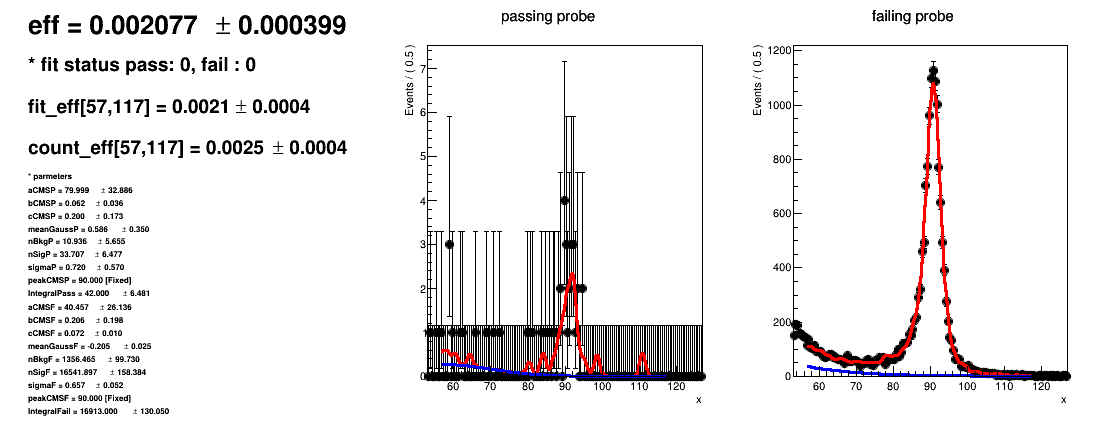 eff = 0.002077 ± 0.000399
* fit status pass: 0, fail : 0
fit_eff[57,117] = 0.0021 ± 0.0004
count_eff[57,117] = 0.0025 ± 0.0004
* parmeters
aCMSP = 79.999 ± 32.886
bCMSP = 0.062 ± 0.036
cCMSP = 0.200 ± 0.173
meanGaussP = 0.586 ± 0.350
nBkgP = 10.936 ± 5.655
nSigP = 33.707 ± 6.477
sigmaP = 0.720 ± 0.570
peakCMSP = 90.000 [Fixed]
IntegralPass = 42.000 ± 6.481
aCMSF = 40.457 ± 26.136
bCMSF = 0.206 ± 0.198
cCMSF = 0.072 ± 0.010
meanGaussF = -0.205 ± 0.025
nBkgF = 1356.465 ± 99.730
nSigF = 16541.897 ± 158.384
sigmaF = 0.657 ± 0.052
peakCMSF = 90.000 [Fixed]
IntegralFail = 16913.000 ± 130.050
passing probe
Events / ( 0.5 )
7
6
5
4
3
2
1
0
60 70 80 90 100 110 120
x
failing probe
Events / ( 0.5 )
1200
1000
800
600
400
200
0
60 70 80 90 100 110 120
x